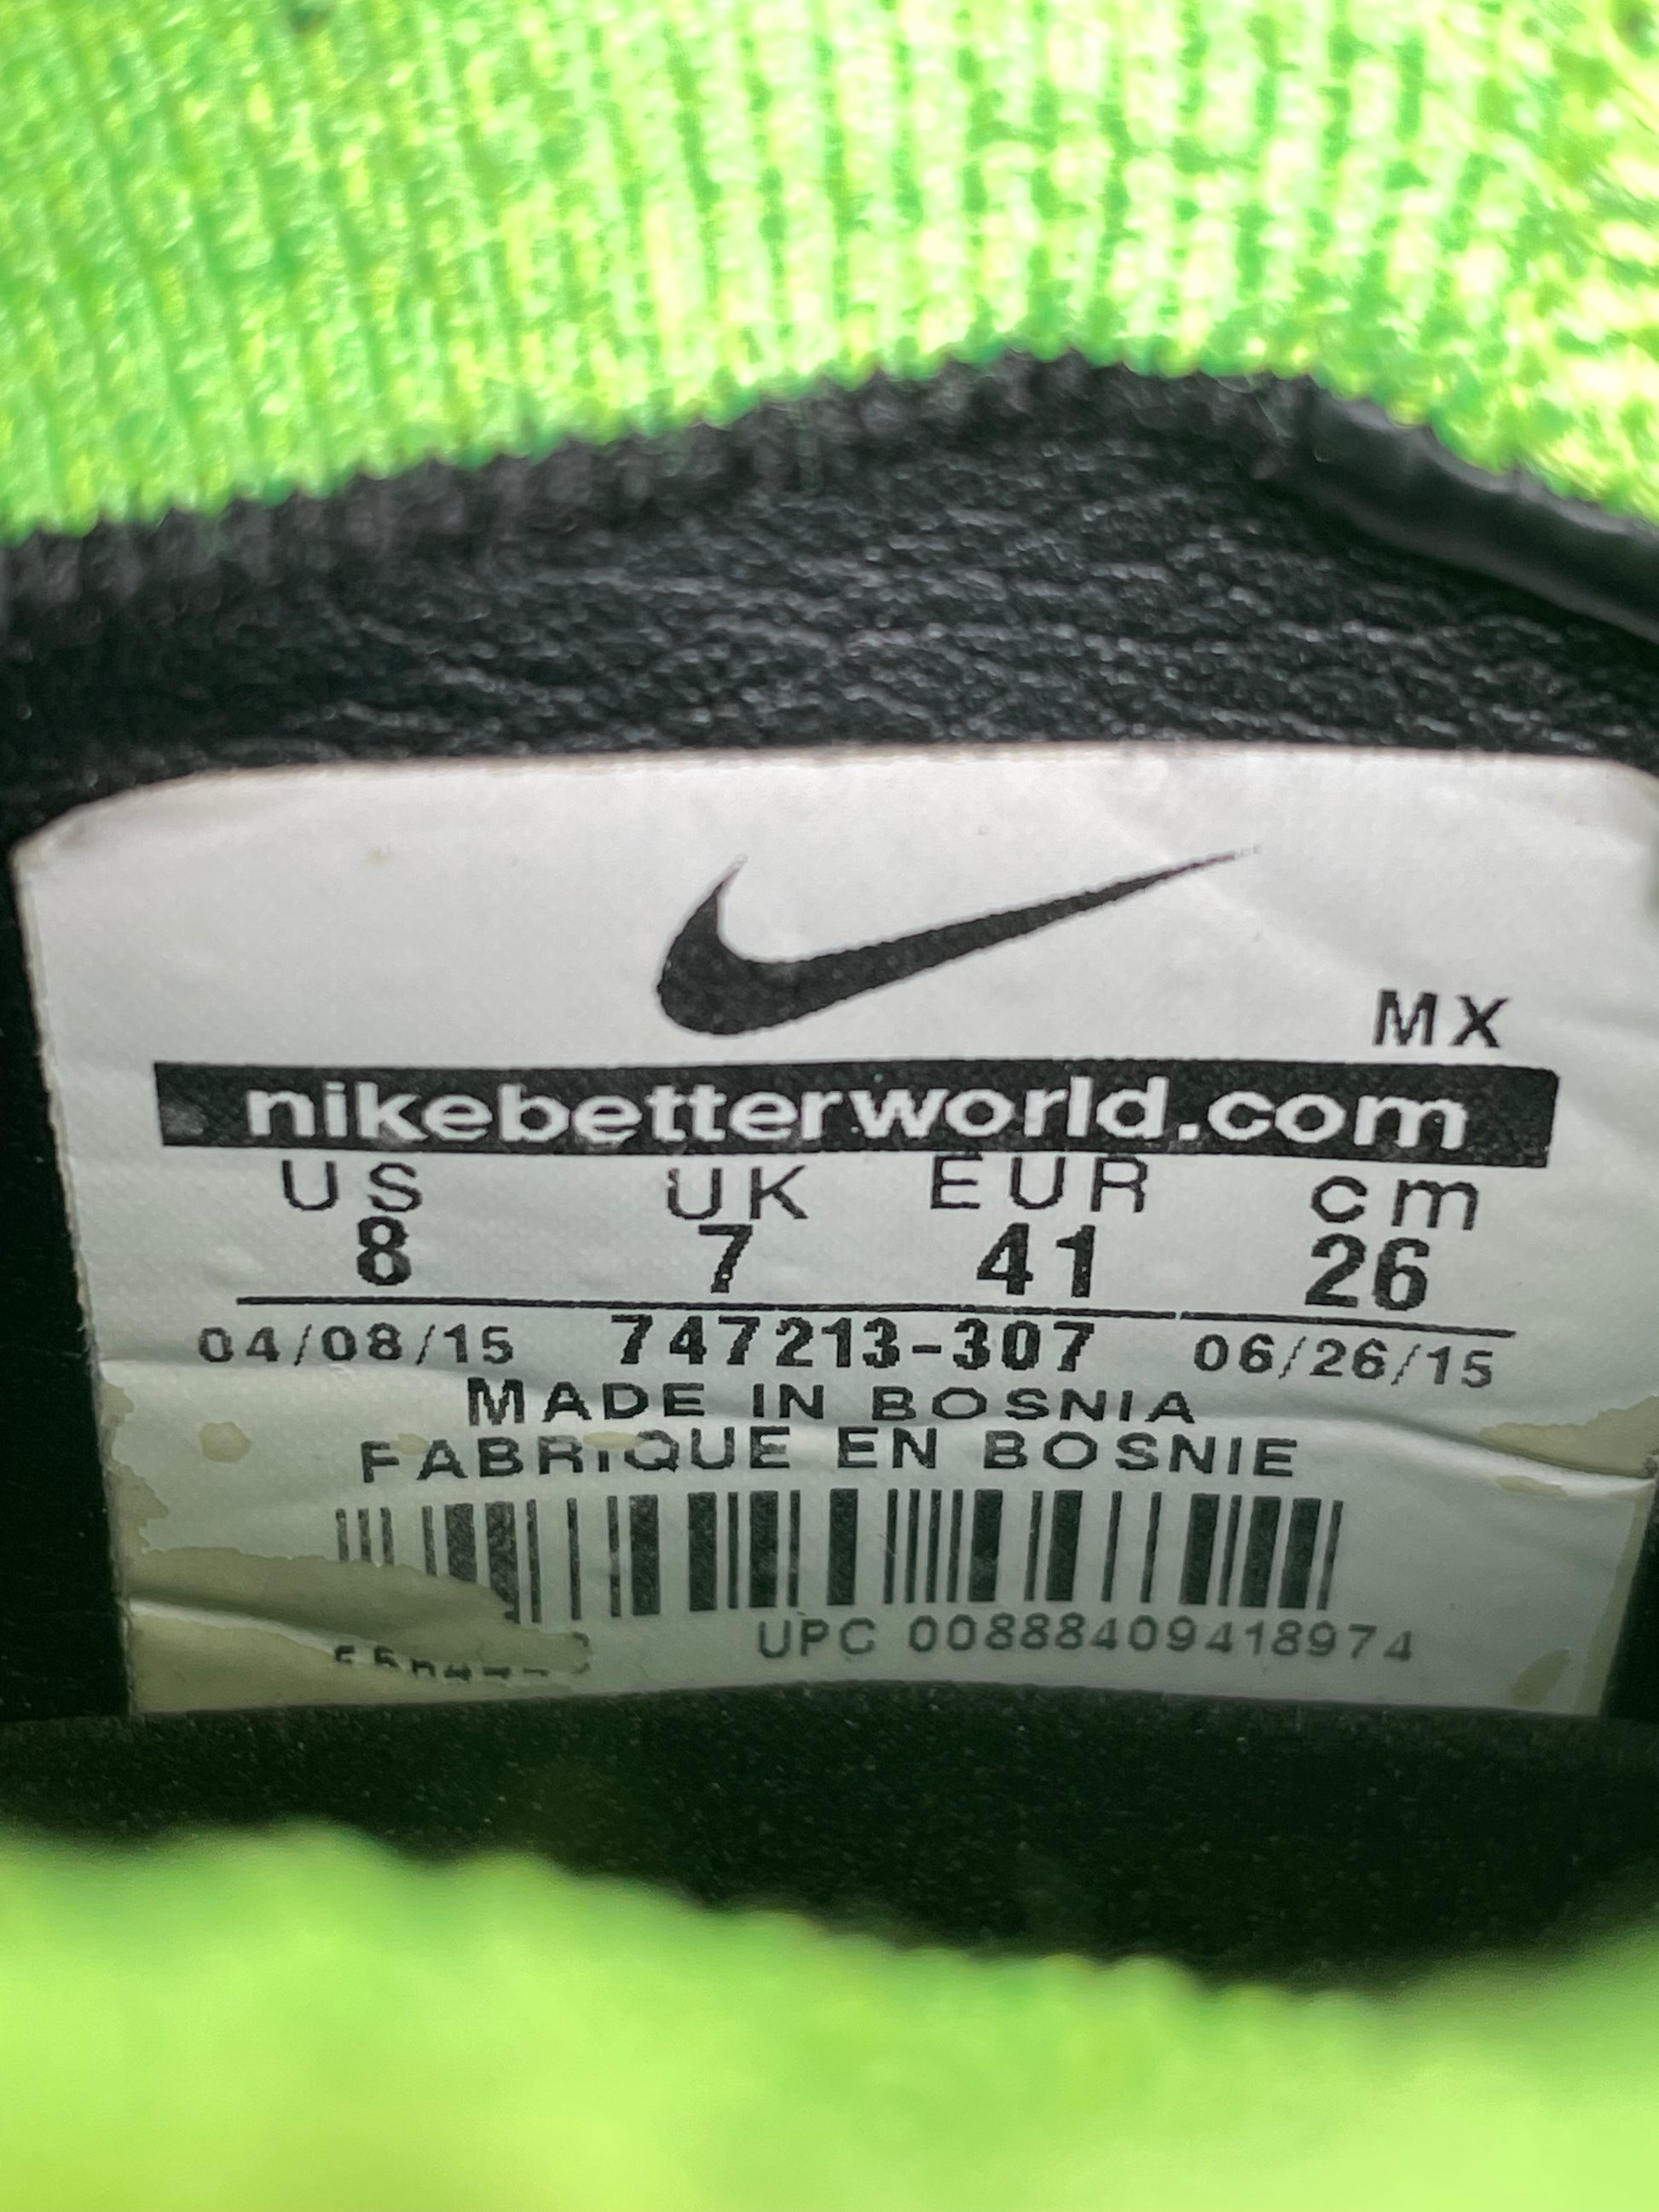 MX
nikebetterworld.com
US UK EUR cm
8 7 41 26
04/08/15 747213-307 06/26/15
MADE IN BOSNIA
FABRIQUE EN BOSNIE
UPC 00888409418974